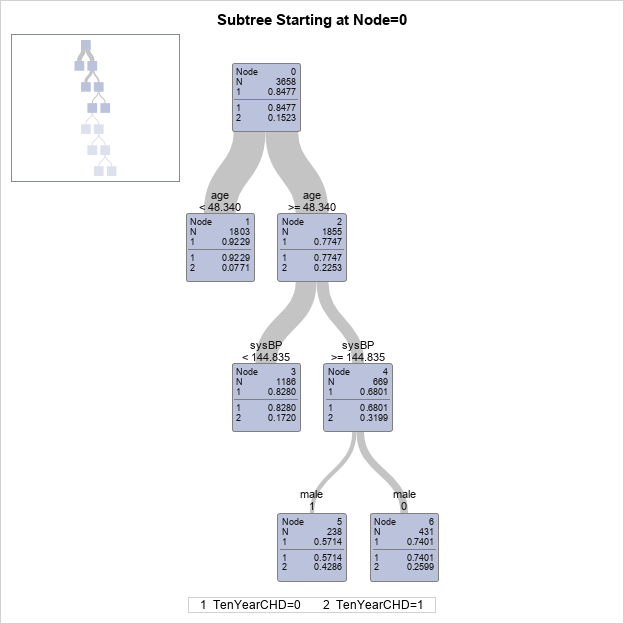 Subtree Starting at Node=0
Node 0
N 3658
1 0.8477
1 0.8477
2 0.1523
age
< 48.340
age
>= 48.340
Node 1
N 1803
1 0.9229
1 0.9229
2 0.0771
Node 2
N 1855
1 0.7747
1 0.7747
2 0.2253
sysBP
< 144.835
sysBP
>= 144.835
Node 3
N 1186
1 0.8280
1 0.8280
2 0.1720
Node 4
N 669
1 0.6801
1 0.6801
2 0.3199
male
1
male
0
Node 5
N 238
1 0.5714
1 0.5714
2 0.4286
Node 6
N 431
1 0.7401
1 0.7401
2 0.2599
1 TenYearCHD=0 2 TenYearCHD=1